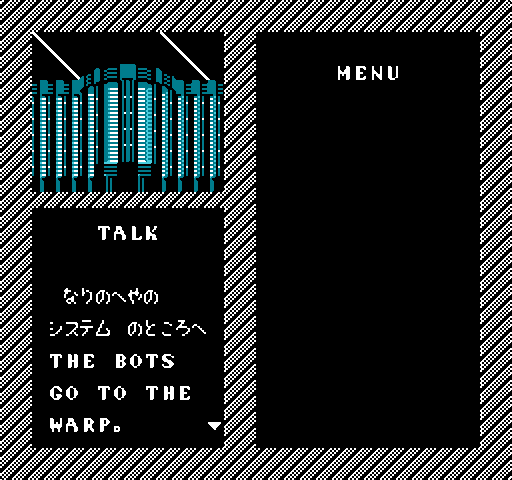 MENU
TALK
なりのへやの
システム のところへ
THE BOTS
GO TO THE
WARP。